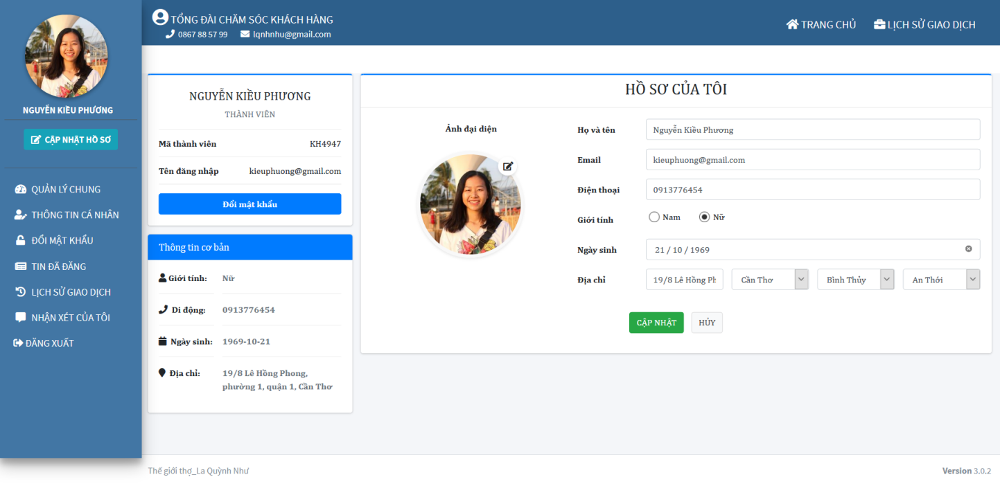 NGUYỄN KIỀU PHƯƠNG
CẬP NHẬT HỒ SƠ
QUẢN LÝ CHUNG
THÔNG TIN CÁ NHÂN
ĐỔI MẬT KHẨU
TIN ĐÃ ĐĂNG
LỊCH SỬ GIAO DỊCH
NHẬN XÉT CỦA TÔI
ĐĂNG XUẤT
TỔNG ĐÀI CHĂM SÓC KHÁCH HÀNG
0867 88 57 99 lqnhnhu@gmail.com
TRANG CHỦ LỊCH SỬ GIAO DỊCH
NGUYỄN KIỀU PHƯƠNG
THÀNH VIÊN
Mã thành viên KH4947
Tên đăng nhập kieuphuong@gmail.com
Đổi mật khẩu
Thông tin cơ bản
Giới tính: Nữ
Di động: 0913776454
Ngày sinh: 1969-10-21
Địa chỉ: 19/8 Lê Hồng Phong,
phường 1, quận 1, Cần Thơ
HỒ SƠ CỦA TÔI
Ảnh đại diện
Họ và tên Nguyễn Kiều Phương
Email kieuphuong@gmail.com
Điện thoại 0913776454
Giới tính Nam Nữ
Ngày sinh 21 / 10 / 1969
Địa chỉ 19/8 Lê Hồng Ph Cần Thơ Bình Thủy An Thới
CẬP NHẬT HỦY
Thế giới thợ_La Quỳnh Như
Version 3.0.2